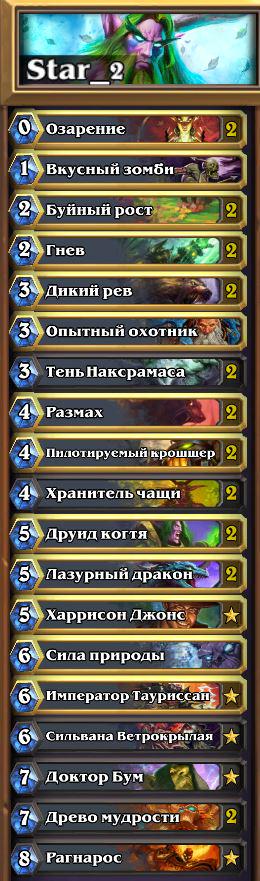 Star_2
0 Озарение 2
1 Вкусный зомби
2 Буйный рост 2
2 Гнев 2
3 Дикий рев 2
3 Опытный охотник
3 Тень Наксрамаса 2
4 Размах 2
4 Пилотируемый крошшер 2
4 Хранитель чащи 2
5 Друид когтя 2
5 Лазурный дракон 2
5 Харрисон Джонс
6 Сила природы
6 Император Тауриссан
6 Сильвана Ветрокрылая
7 Доктор Бум
7 Древо мудрости 2
8 Рагнарос